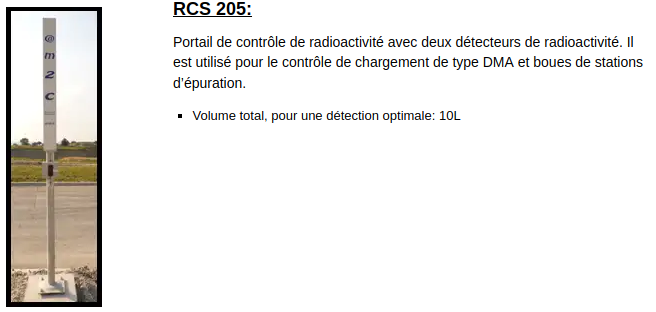 RCS 205:
Portail de contrôle de radioactivité avec deux détecteurs de radioactivité. Il
est utilisé pour le contrôle de chargement de type DMA et boues de stations
d’épuration.
▪ Volume total, pour une détection optimale: 10L
@
m
2
C